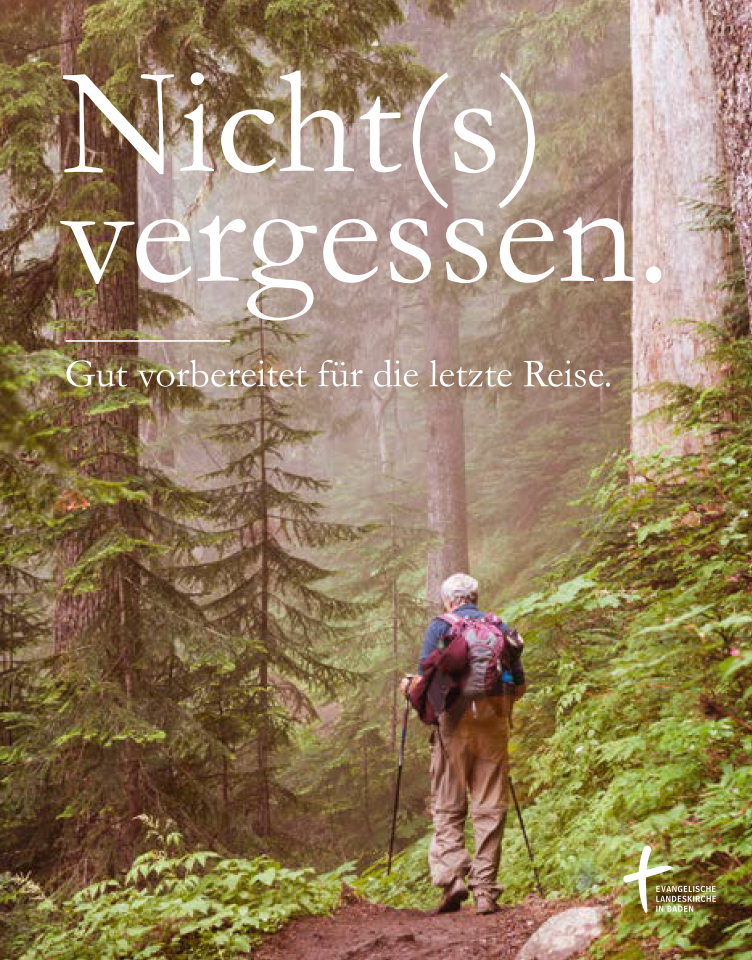 Nicht(s)
vergessen.
Gut vorbereitet für die letzte Reise.
EVANGELISCHE
LANDESKIRCHE
IN BADEN